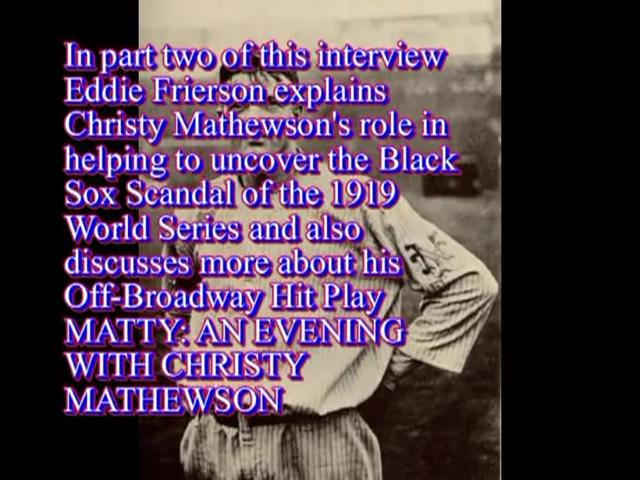 In part two of this interview
Eddie Frierson explains
Christy Mathewson's role in
helping to uncover the Black
Sox Scandal of the 1919
World Series and also
discusses more about his
Off-Broadway Hit Play
MATTY: AN EVENING
WITH CHRISTY
MATHEWSON
NY